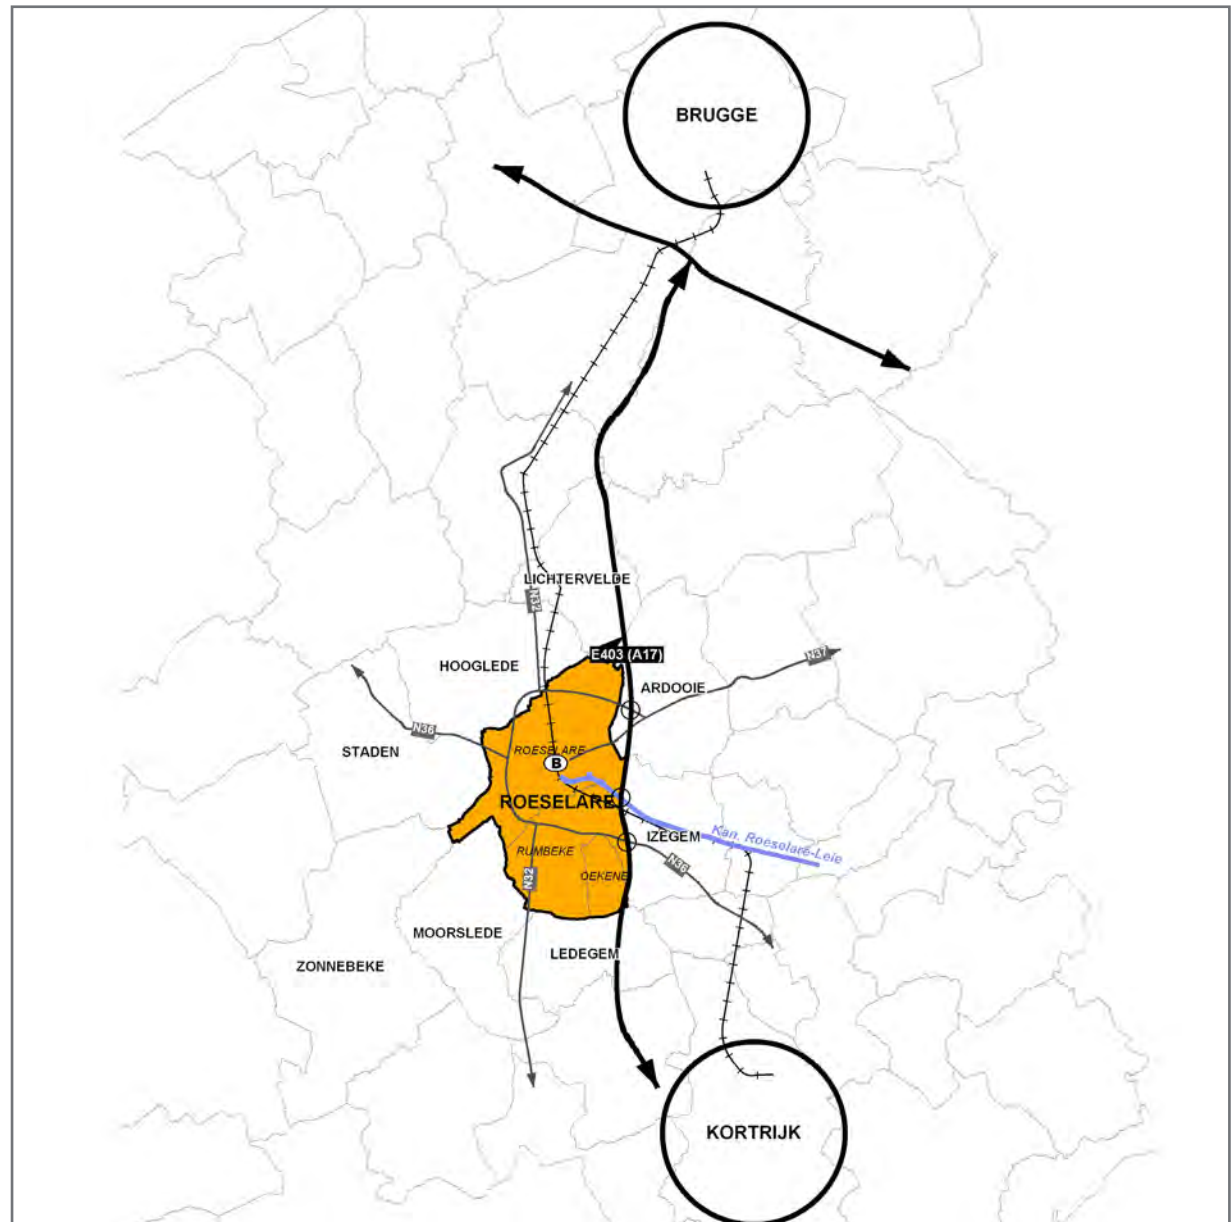 BRUGGE
LICHTERVELDE
N32
E403 (A17)
HOOGLEDE
N37
ARDOOIE
N36
STADEN
ROESELARE
B
ROESELARE
Kan. Roeselare-Leie
IZEGEM
RUMBEKE
N36
OEKENE
N32
MOORSLEDE
LEDEGEM
ZONNEBEKE
KORTRIJK